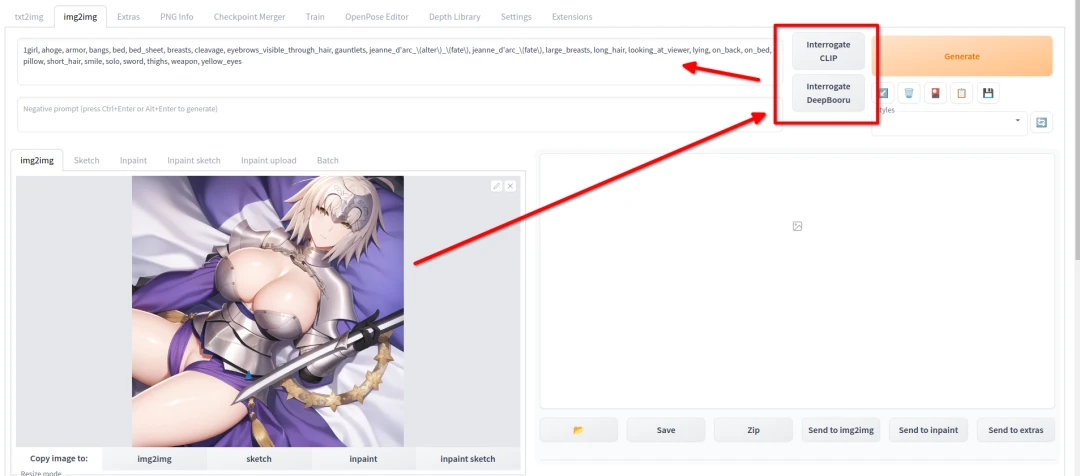 txt2img img2img Extras PNG Info Checkpoint Merger Train OpenPose Editor Depth Library Settings Extensions
1girl, ahoge, armor, bangs, bed, bed_sheet, breasts, cleavage, eyebrows_visible_through_hair, gauntlets, jeanne_d'arc_\(alter\)_\(fate\), jeanne_d'arc_\(fate\), large_breasts, long_hair, looking_at_viewer, lying, on_back, on_bed,
pillow, short_hair, smile, solo, sword, thighs, weapon, yellow_eyes
Interrogate
CLIP
Generate
Interrogate
DeepBooru
Negative prompt (press Ctrl+Enter or Alt+Enter to generate)
tyles
img2img Sketch Inpaint Inpaint sketch Inpaint upload Batch
Save Zip Send to img2img Send to inpaint Send to extras
Copy image to: img2img sketch inpaint inpaint sketch
Resize mode